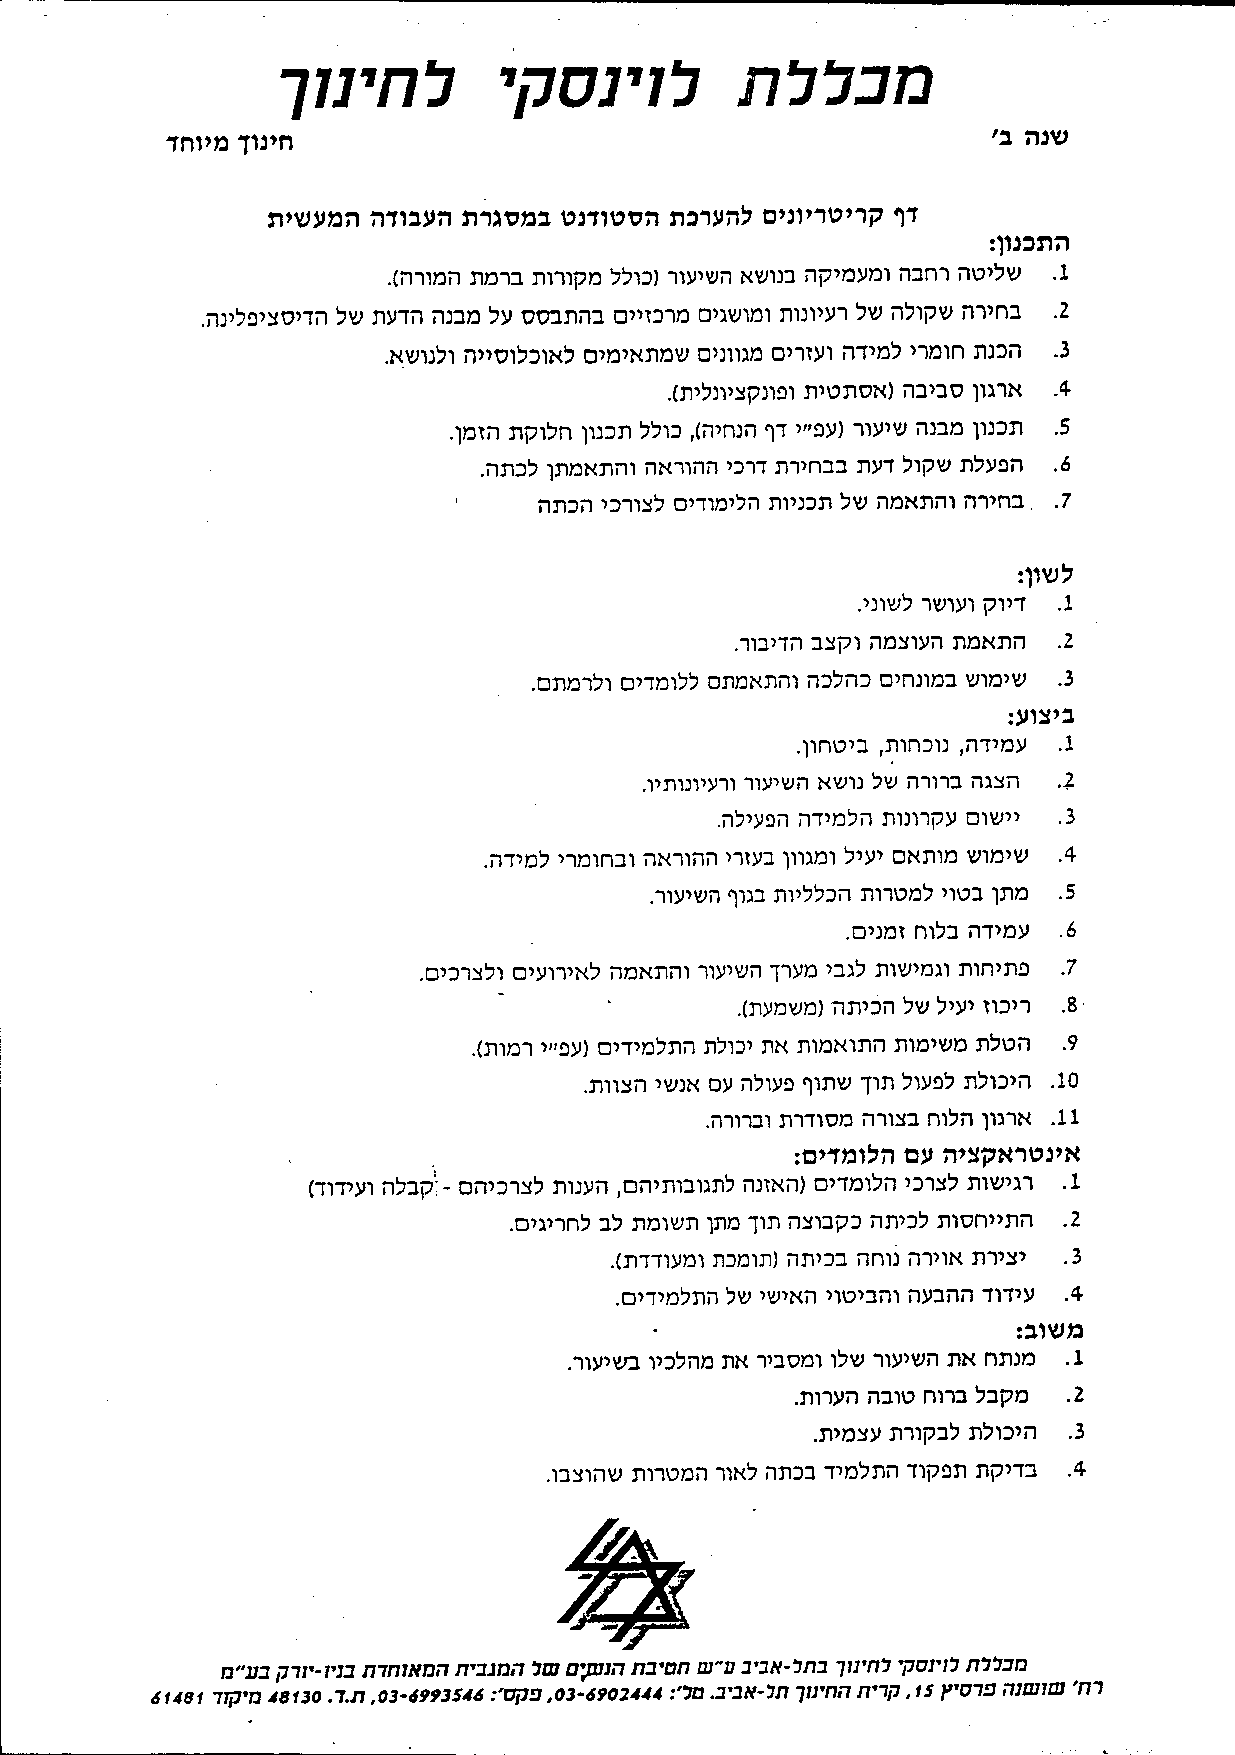 מכללת לוינסקי לחינוך
שנה ב' חינוך מיוחד
דף קריטריונים להערכת הסטודנט במסגרת העבודה המעשית
התכנון:
1. שליטה רחבה ומעמיקה בנושא השיעור (כולל מקורות ברמת המורה).
2. בחירה שקולה של רעיונות ומושגים מרכזיים בהתבסס על מבנה הדעת של הדיסציפלינה.
3. הכנת חומרי למידה ועזרים מגוונים שמתאימים לאוכלוסייה ולנושא.
4. ארגון סביבה (אסתטית ופונקציונלית).
5. תכנון מבנה שיעור (עפ״י דף הנחיה), כולל תכנון חלוקת הזמן.
6. הפעלת שקול דעת בבחירת דרכי ההוראה והתאמתן לכתה.
7. בחירה והתאמה של תכניות הלימודים לצורכי הכתה
לשון:
1. דיוק ועושר לשוני.
2. התאמת העוצמה וקצב הדיבור.
3. שימוש במונחים כהלכה והתאמתם ללומדים ולרמתם.
ביצוע:
1. עמידה, נוכחות, ביטחון.
2. הצגה ברורה של נושא השיעור ורעיונותיו.
3. יישום עקרונות הלמידה הפעילה.
4. שימוש מותאם יעיל ומגוון בעזרי ההוראה ובחומרי למידה.
5. מתן בטוי למטרות הכלליות בגוף השיעור.
6. עמידה בלוח זמנים.
7. פתיחות וגמישות לגבי מערך השיעור והתאמה לאירועים ולצרכים.
8. ריכוז יעיל של הכיתה (משמעת).
9. הטלת משימות התואמות את יכולת התלמידים (עפ״י רמות).
10. היכולת לפעול תוך שתוף פעולה עם אנשי הצוות.
11. ארגון הלוח בצורה מסודרת וברורה.
אינטראקציה עם הלומדים:
1. רגישות לצרכי הלומדים (האזנה לתגובותיהם, הענות לצרכיהם - קבלה ועידוד)
2. התייחסות לכיתה כקבוצה תוך מתן תשומת לב לחריגים.
3. יצירת אוירה נוחה בכיתה (תומכת ומעודדת).
4. עידוד ההבעה והביטוי האישי של התלמידים.
משוב:
1. מנתח את השיעור שלו ומסביר את מהלכיו בשיעור.
2. מקבל ברוח טובה הערות.
3. היכולת לבקורת עצמית.
4. בדיקת תפקוד התלמיד בכתה לאור המטרות שהוצבו.
מכללת לוינסקי לחינוך בתל-אביב ע״ש חטיבת הנשים של המגבית המאוחדת בניו-יורק בע״מ
רח' שושנה פרסיץ 15, קרית החינוך תל-אביב. טל׳: 03-6902444, פקס׳: 03-6993546, ת.ד. 48130 מיקוד 61481